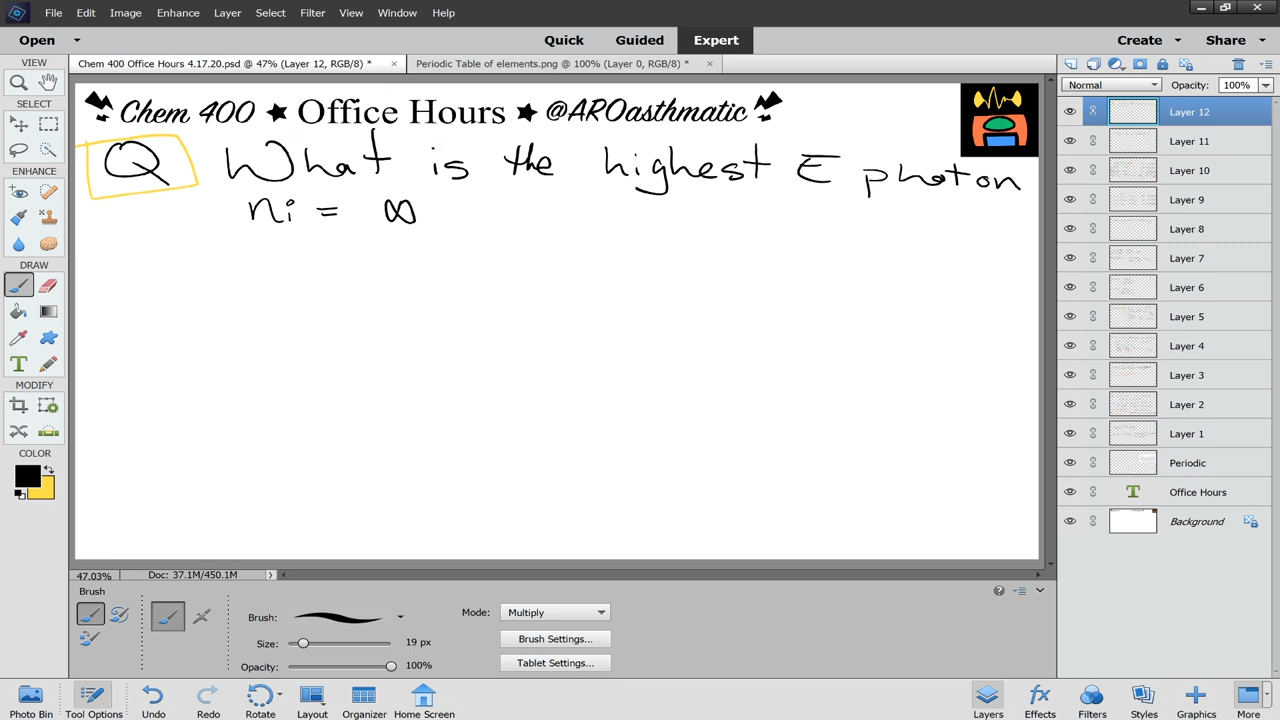 File Edit Image Enhance Layer Select Filter View Window Help
Open Quick Guided Expert Create Share
VIEW
Chem 400 Office Hours 4.17.20.psd @ 47% (Layer 12, RGB/8) *
Periodic Table of elements.png @ 100% (Layer 0, RGB/8) *
Normal Opacity: 100%
SELECT
ENHANCE
DRAW
MODIFY
COLOR
Chem 400 ★ Office Hours ★ @AROasthmatic
Q What is the highest E photon
ni = ∞
Layer 12
Layer 11
Layer 10
Layer 9
Layer 8
Layer 7
Layer 6
Layer 5
Layer 4
Layer 3
Layer 2
Layer 1
Periodic
T Office Hours
Background
47.03% Doc: 37.1M/450.1M
Brush
Brush:
Size: 19 px
Opacity: 100%
Mode: Multiply
Brush Settings...
Tablet Settings...
Photo Bin Tool Options Undo Redo Rotate Layout Organizer Home Screen Layers Effects Filters Styles Graphics More